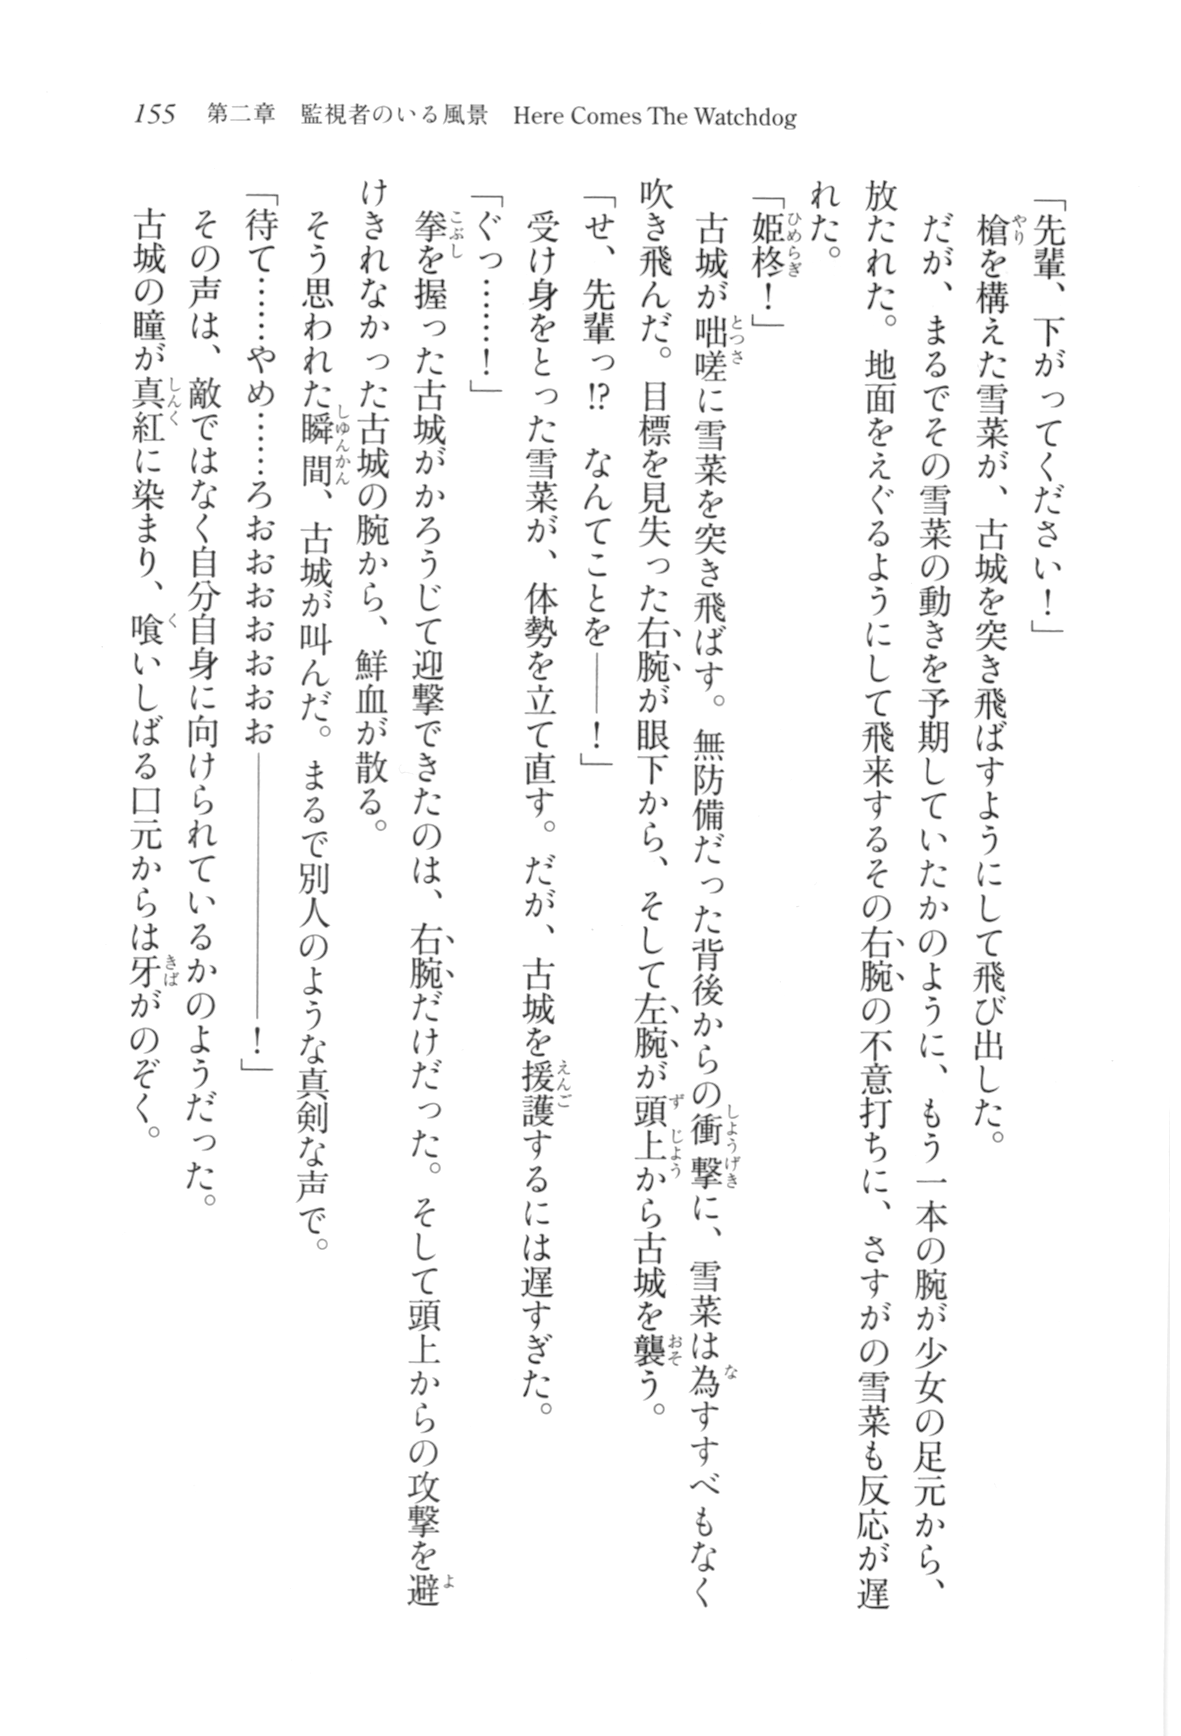 155 第二章 監視者のいる風景 Here Comes The Watchdog
「先輩、下がってください！」
槍を構えた雪菜が、古城を突き飛ばすようにして飛び出した。
だが、まるでその雪菜の動きを予期していたかのように、もう一本の腕が少女の足元から、
放たれた。地面をえぐるようにして飛来するその右腕の不意打ちに、さすがの雪菜も反応が遅
れた。
「姫柊！」
古城が咄嗟に雪菜を突き飛ばす。無防備だった背後からの衝撃に、雪菜は為すすべもなく
吹き飛んだ。目標を見失った右腕が眼下から、そして左腕が頭上から古城を襲う。
「せ、先輩っ!? なんてことを——！」
受け身をとった雪菜が、体勢を立て直す。だが、古城を援護するには遅すぎた。
「ぐっ……！」
拳を握った古城がかろうじて迎撃できたのは、右腕だけだった。そして頭上からの攻撃を避
けきれなかった古城の腕から、鮮血が散る。
そう思われた瞬間、古城が叫んだ。まるで別人のような真剣な声で。
「待て……やめ……ろおおおおおおお————————！」
その声は、敵ではなく自分自身に向けられているかのようだった。
古城の瞳が真紅に染まり、喰いしばる口元からは牙がのぞく。